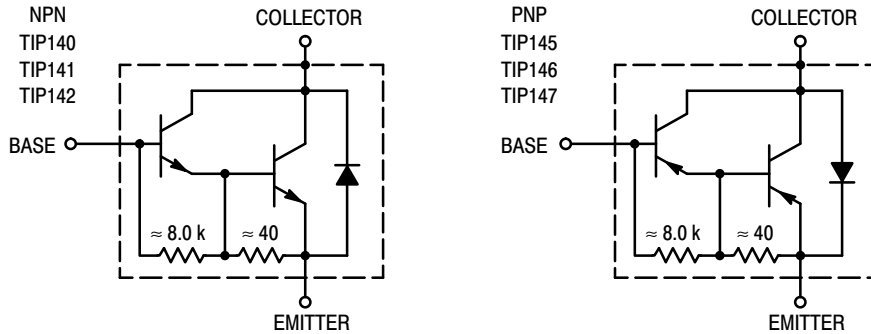 NPN
TIP140
TIP141
TIP142
COLLECTOR
BASE
≈ 8.0 k
≈ 40
EMITTER
PNP
TIP145
TIP146
TIP147
COLLECTOR
BASE
≈ 8.0 k
≈ 40
EMITTER